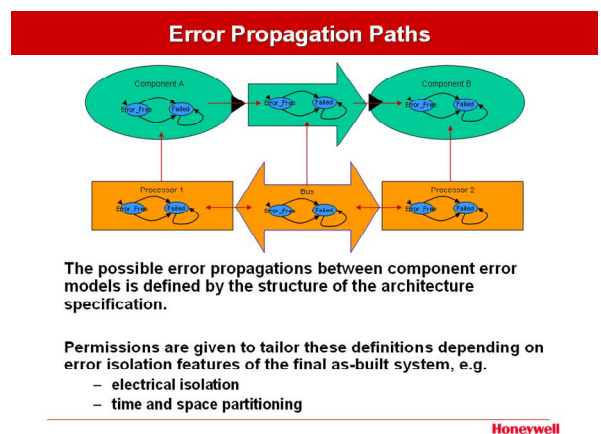 Error Propagation Paths
Component A
Component B
Error_Free
Failed
Error_Free
Failed
Error_Free
Failed
Processor 1
Bus
Processor 2
Error_Free
Failed
Error_Free
Failed
Error_Free
Failed
The possible error propagations between component error
models is defined by the structure of the architecture
specification.
Permissions are given to tailor these definitions depending on
error isolation features of the final as-built system, e.g.
– electrical isolation
– time and space partitioning
Honeywell